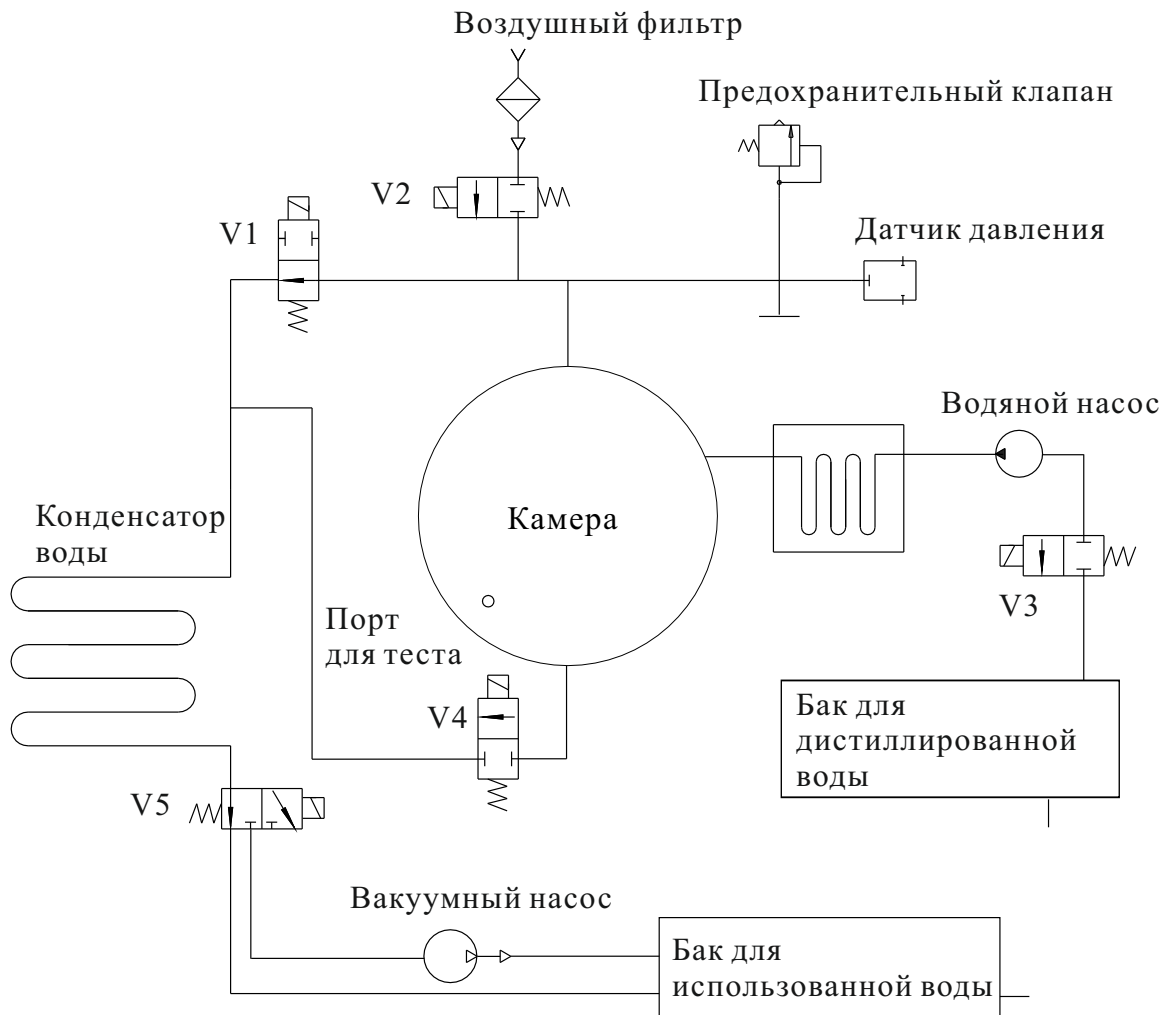 Воздушный фильтр
Предохранительный клапан
V2
V1
Датчик давления
Водяной насос
Конденсатор
воды
Камера
V3
Порт
для теста
V4
Бак для
дистиллированной
воды
V5
Вакуумный насос
Бак для
использованной воды